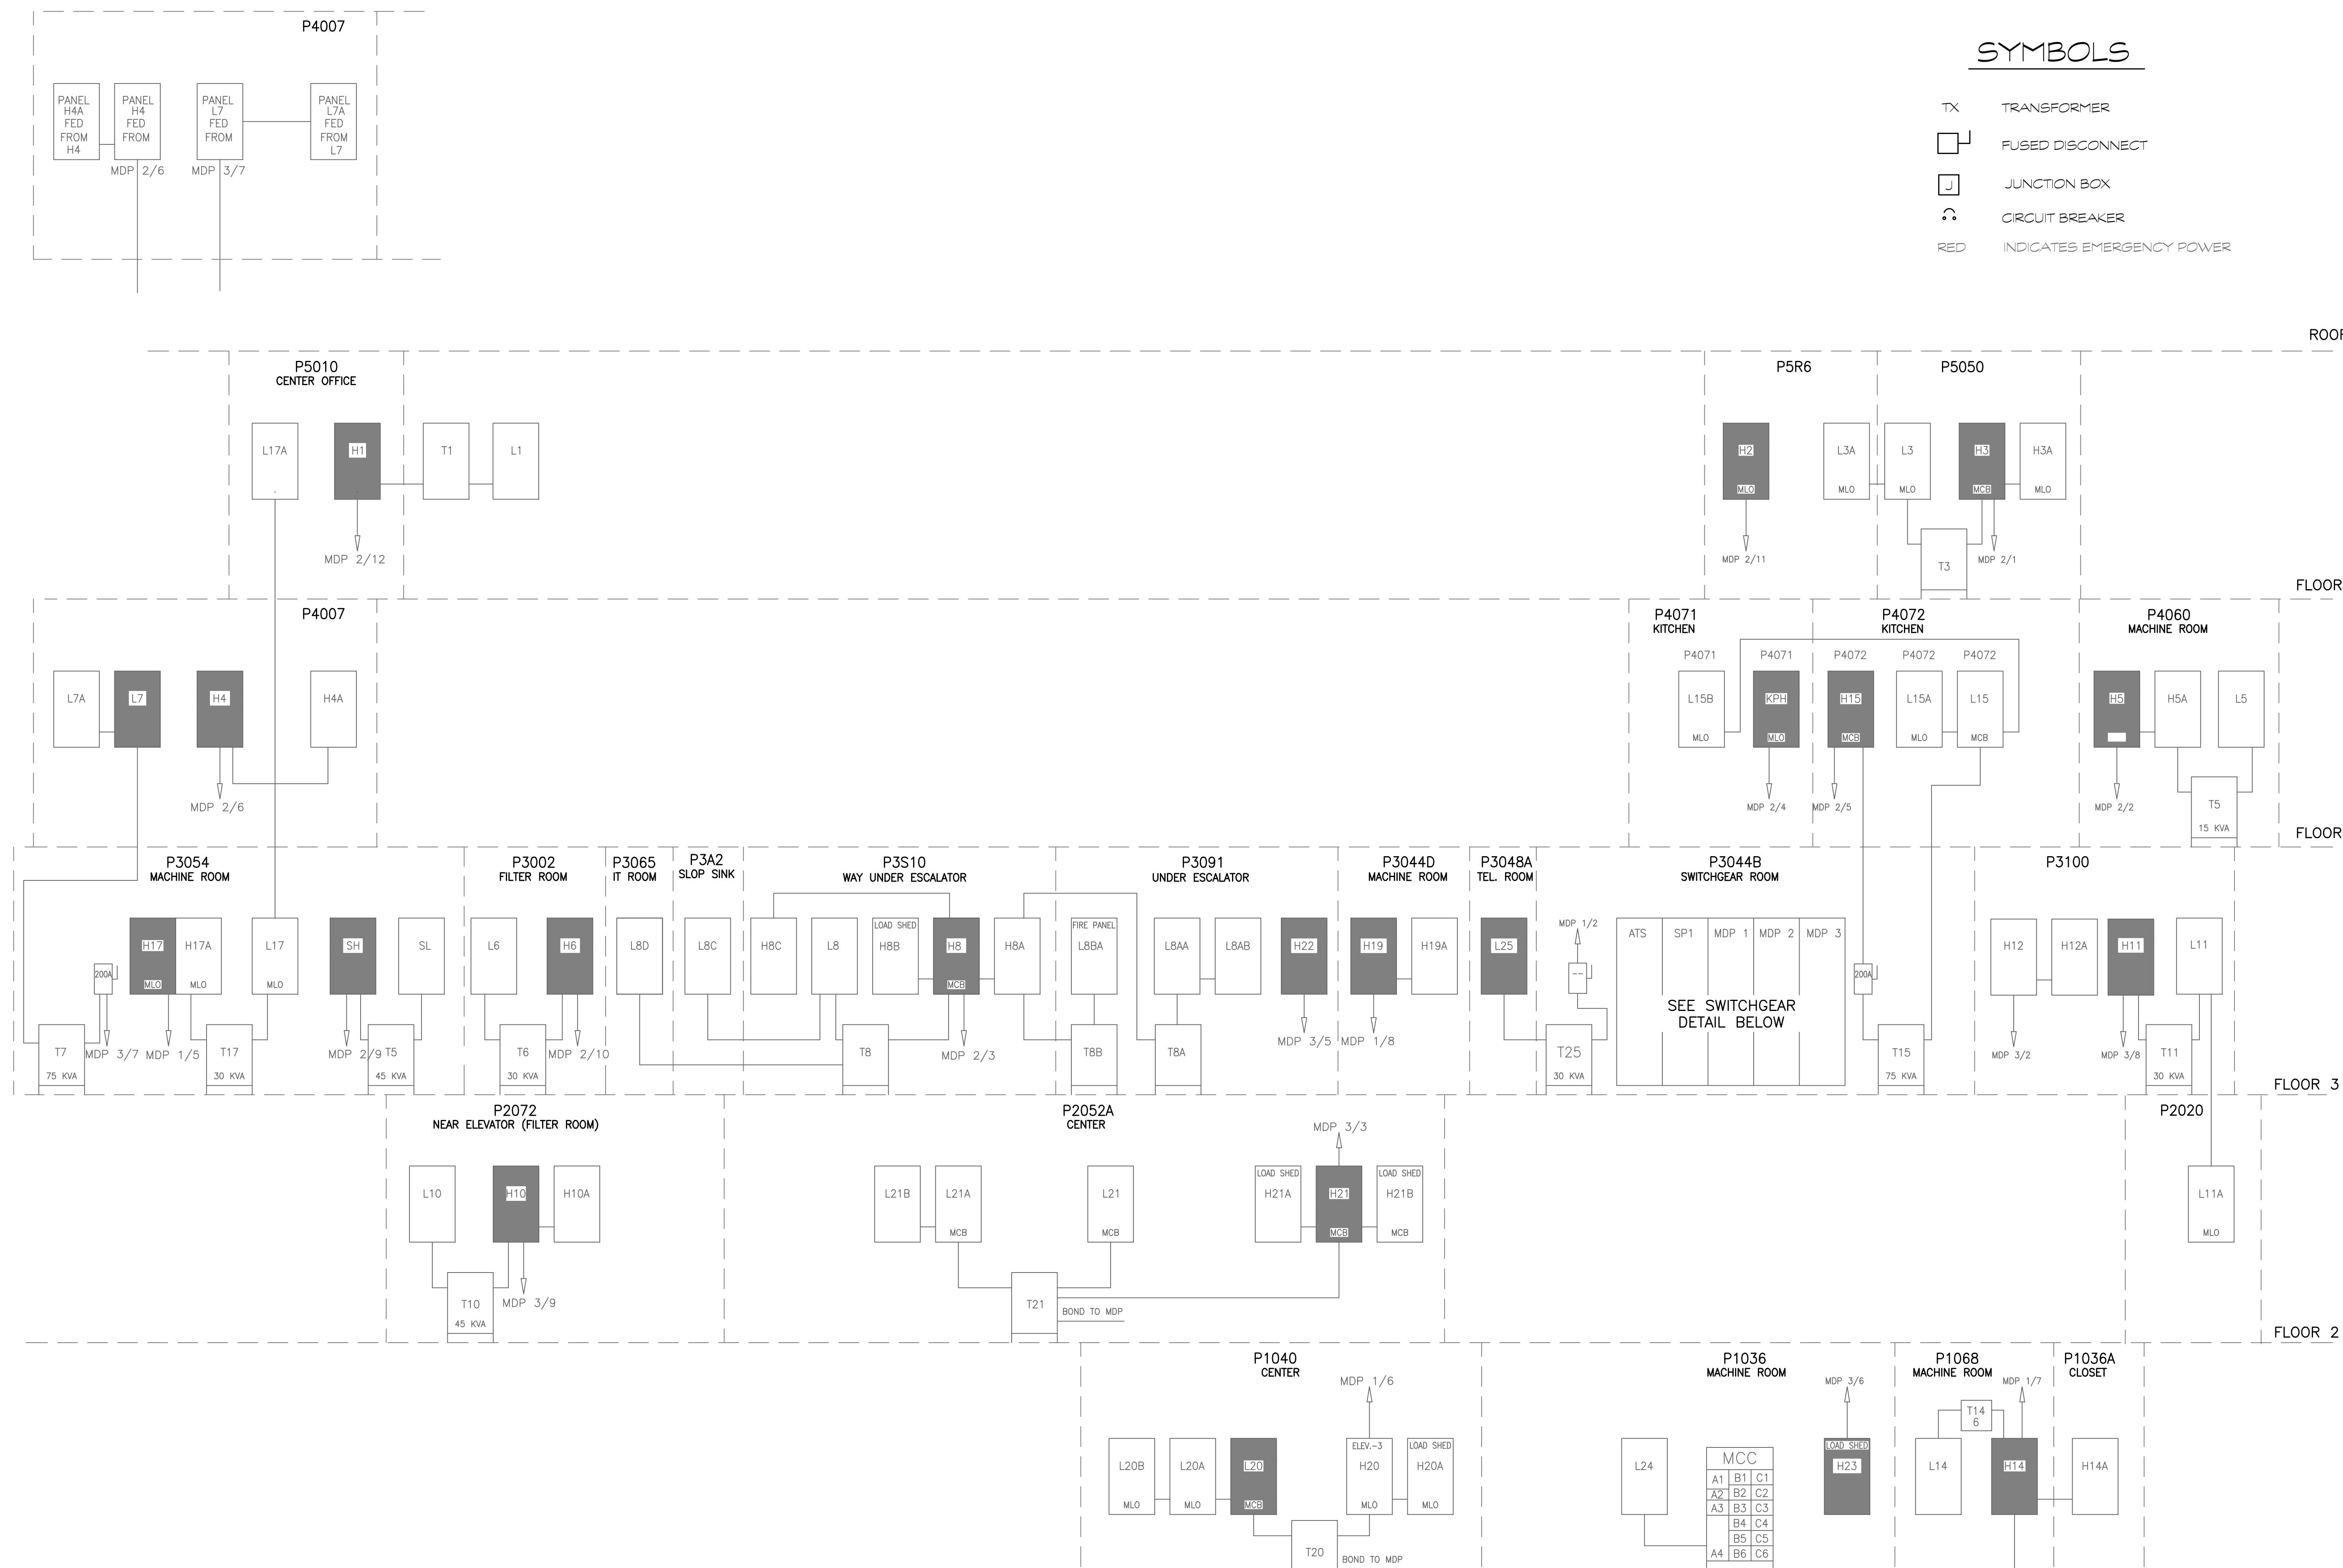 P4007
PANEL
H4A
FED
FROM
H4
PANEL
H4
FED
FROM
PANEL
L7
FED
FROM
PANEL
L7A
FED
FROM
L7
MDP 2/6
MDP 3/7
SYMBOLS
TX TRANSFORMER
FUSED DISCONNECT
J JUNCTION BOX
CIRCUIT BREAKER
RED INDICATES EMERGENCY POWER
P5010
CENTER OFFICE
L17A
H1
T1
L1
MDP 2/12
P5R6
H2
MLO
MDP 2/11
L3A
MLO
P5050
L3
MLO
H3
MCB
H3A
MLO
T3
MDP 2/1
FLOOR
P4007
L7A
L7
H4
H4A
MDP 2/6
P4071
KITCHEN
P4071
L15B
MLO
P4071
KPH
MLO
MDP 2/4
P4072
KITCHEN
P4072
H15
MCB
MDP 2/5
P4072
L15A
MLO
P4072
L15
MCB
P4060
MACHINE ROOM
H5
H5A
L5
MDP 2/2
T5
15 KVA
FLOOR
P3054
MACHINE ROOM
200A
H17
MLO
H17A
MLO
L17
MLO
SH
SL
T7
75 KVA
MDP 3/7
MDP 1/5
T17
30 KVA
MDP 2/9
T5
45 KVA
P3002
FILTER ROOM
L6
H6
T6
30 KVA
MDP 2/10
P3065
IT ROOM
L8D
P3A2
SLOP SINK
L8C
P3S10
WAY UNDER ESCALATOR
H8C
L8
LOAD SHED
H8B
H8
MCB
H8A
T8
MDP 2/3
P3091
UNDER ESCALATOR
FIRE PANEL
L8BA
L8AA
L8AB
H22
T8B
T8A
MDP 3/5
P3044D
MACHINE ROOM
H19
H19A
MDP 1/8
P3048A
TEL. ROOM
L25
P3044B
SWITCHGEAR ROOM
MDP 1/2
--
T25
30 KVA
ATS
SP1
MDP 1
MDP 2
MDP 3
SEE SWITCHGEAR
DETAIL BELOW
200A
T15
75 KVA
P3100
H12
H12A
H11
L11
MDP 3/2
MDP 3/8
T11
30 KVA
FLOOR 3
P2072
NEAR ELEVATOR (FILTER ROOM)
L10
H10
H10A
T10
45 KVA
MDP 3/9
P2052A
CENTER
MDP 3/3
L21B
L21A
MCB
L21
MCB
LOAD SHED
H21A
H21
MCB
LOAD SHED
H21B
MCB
T21
BOND TO MDP
P2020
L11A
MLO
FLOOR 2
P1040
CENTER
MDP 1/6
L20B
MLO
L20A
MLO
L20
MCB
ELEV.-3
H20
MLO
LOAD SHED
H20A
MLO
T20
BOND TO MDP
P1036
MACHINE ROOM
MDP 3/6
L24
MCC
A1 B1 C1
A2 B2 C2
A3 B3 C3
B4 C4
B5 C5
A4 B6 C6
LOAD SHED
H23
P1068
MACHINE ROOM
MDP 1/7
T14
6
L14
H14
P1036A
CLOSET
H14A